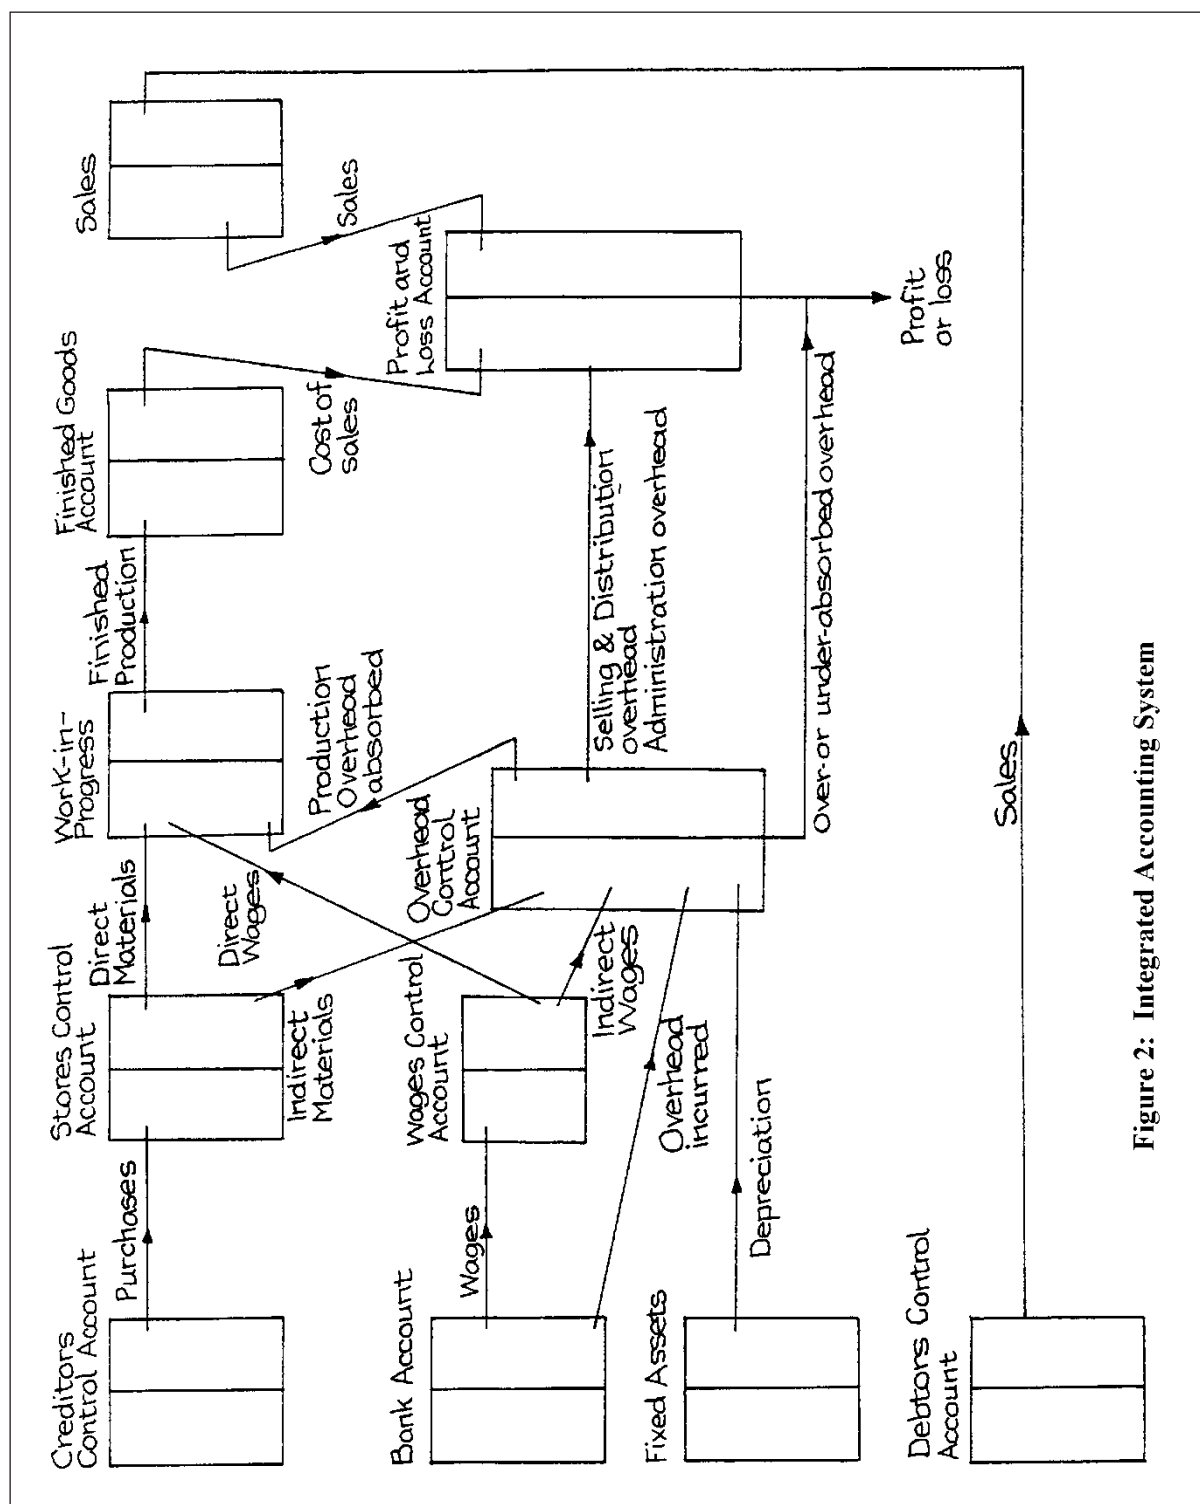 Creditors
Control Account
Purchases
Stores Control
Account
Direct
Materials
Indirect
Materials
Work-in-
Progress
Finished
Production
Finished Goods
Account
Cost of
sales
Sales
Sales
Bank Account
Wages
Wages Control
Account
Direct
Wages
Indirect
Wages
Overhead
Control
Account
Production
Overhead
absorbed
Profit and
Loss Account
Overhead
incurred
Selling & Distribution
overhead
Administration overhead
Fixed Assets
Depreciation
Over-or under-absorbed overhead
Profit
or loss
Debtors Control
Account
Sales
Figure 2: Integrated Accounting System